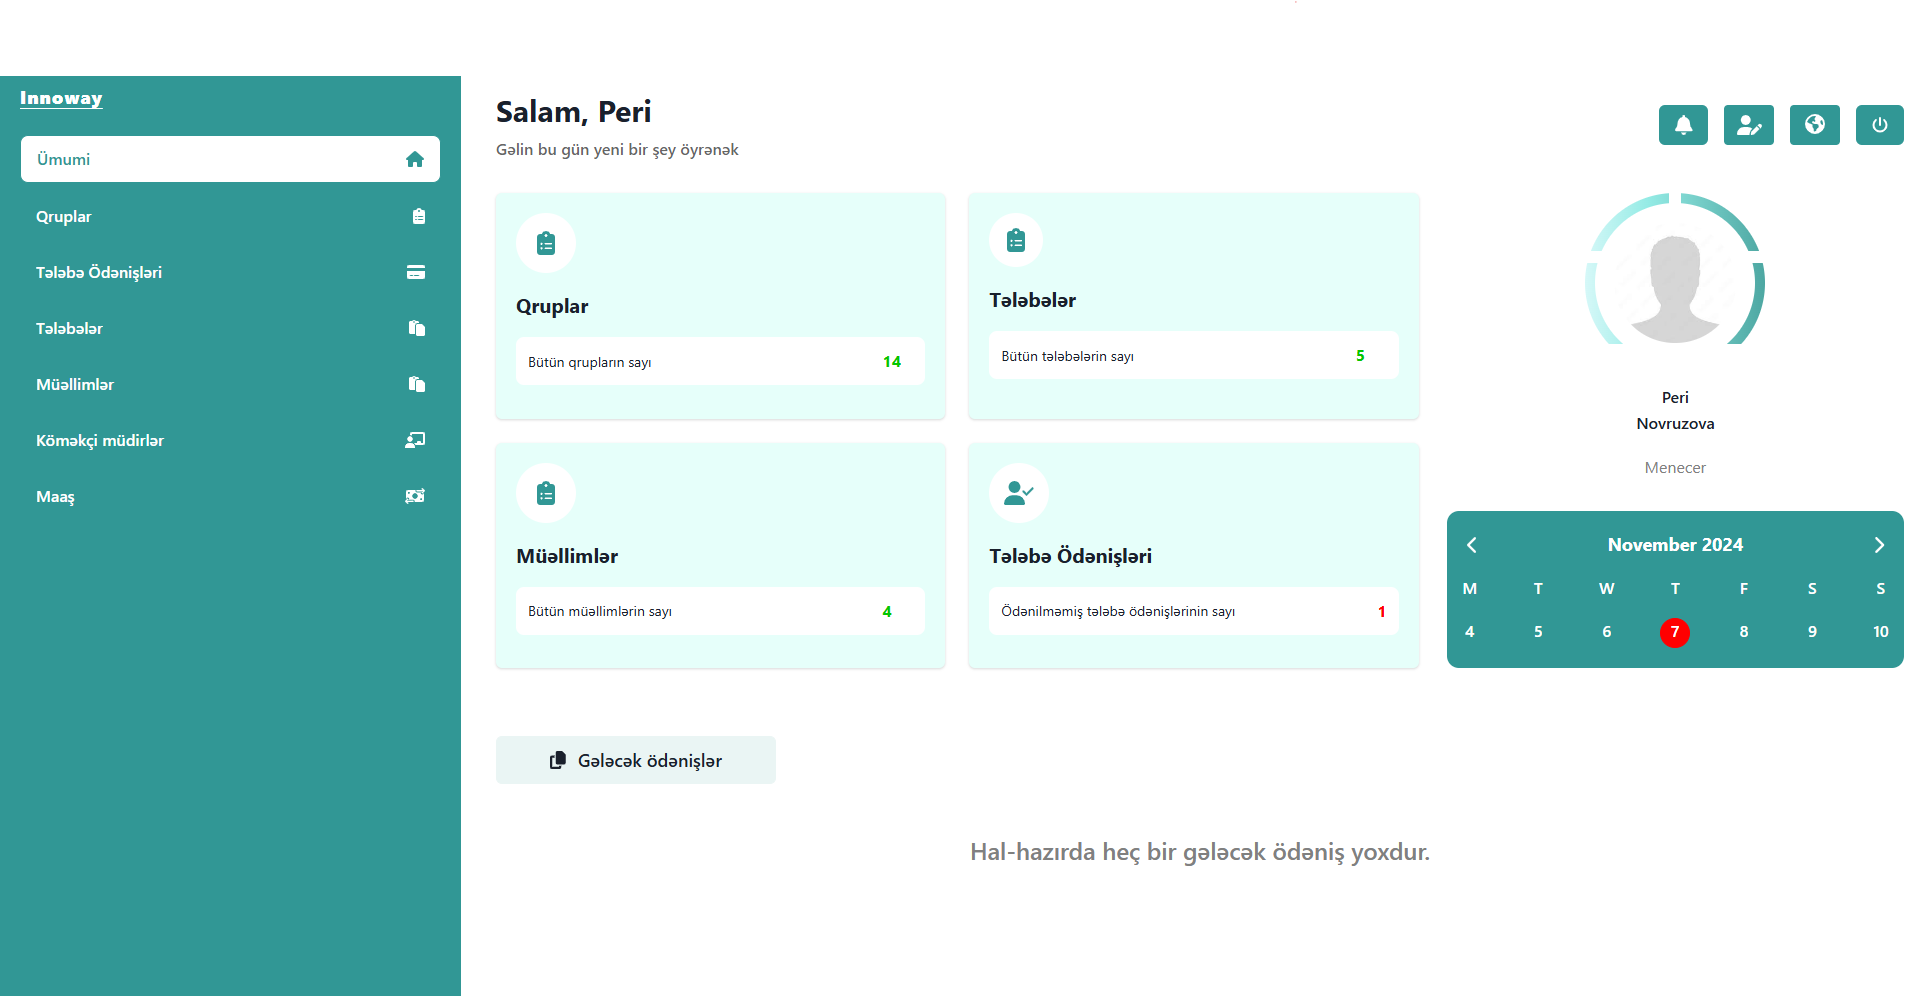 Innoway
Ümumi
Qruplar
Tələbə Ödənişləri
Tələbələr
Müəllimlər
Köməkçi müdirlər
Maaş
Salam, Peri
Gəlin bu gün yeni bir şey öyrənək
Qruplar
Bütün qrupların sayı 14
Tələbələr
Bütün tələbələrin sayı 5
Müəllimlər
Bütün müəllimlərin sayı 4
Tələbə Ödənişləri
Ödənilməmiş tələbə ödənişlərinin sayı 1
Peri
Novruzova
Menecer
November 2024
M T W T F S S
4 5 6 7 8 9 10
Gələcək ödənişlər
Hal-hazırda heç bir gələcək ödəniş yoxdur.